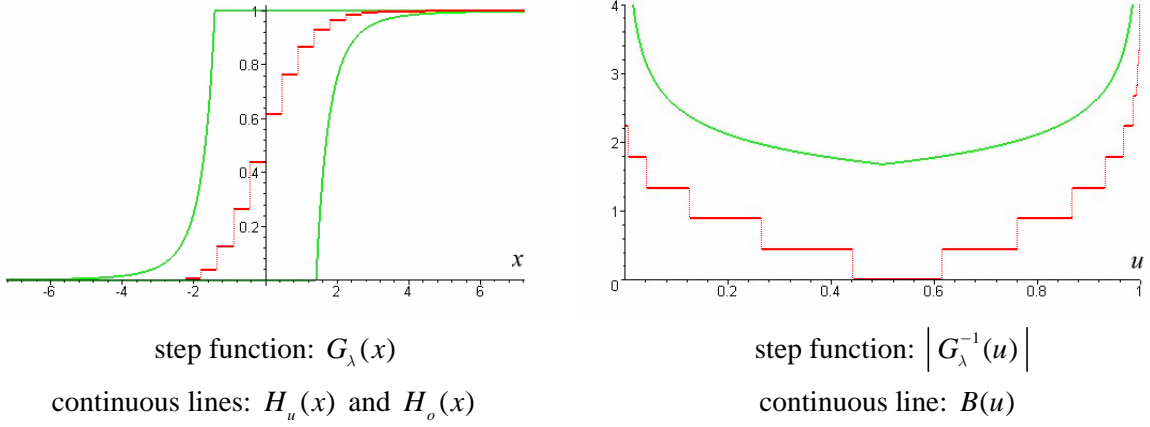 1
0.8
0.6
0.4
0.2
-6 -4 -2 0 2 4 6
x
4
3
2
1
0 0.2 0.4 0.6 0.8 1
u
step function: G_λ(x)
continuous lines: H_u(x) and H_o(x)
step function: |G_λ^{-1}(u)|
continuous line: B(u)